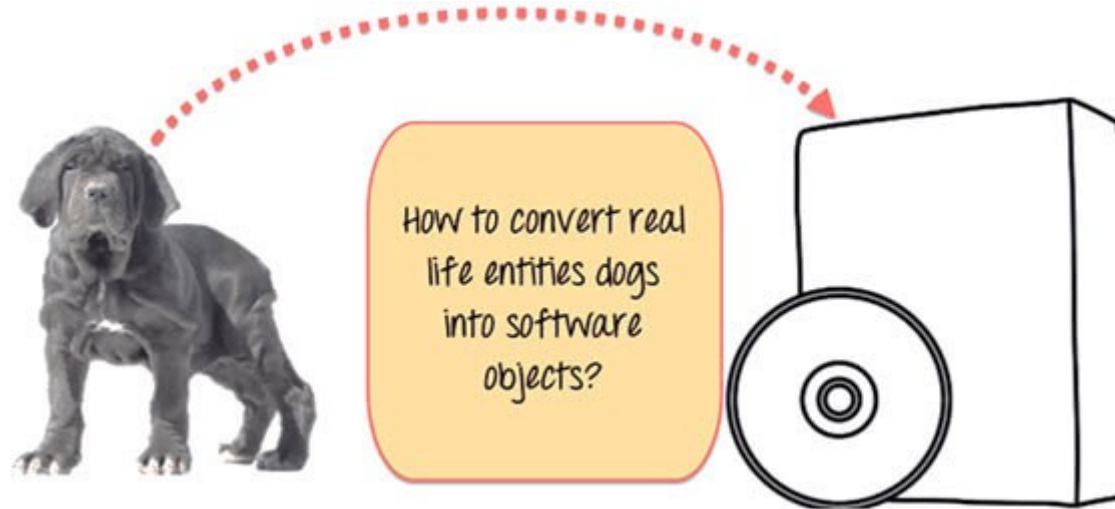 How to convert real
life entities dogs
into software
objects?